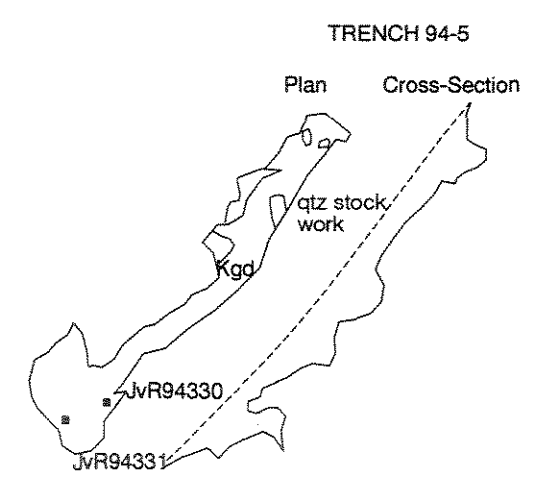 TRENCH 94-5
Plan
Cross-Section
qtz stock
work
Kgd
JvR94330
JvR94331